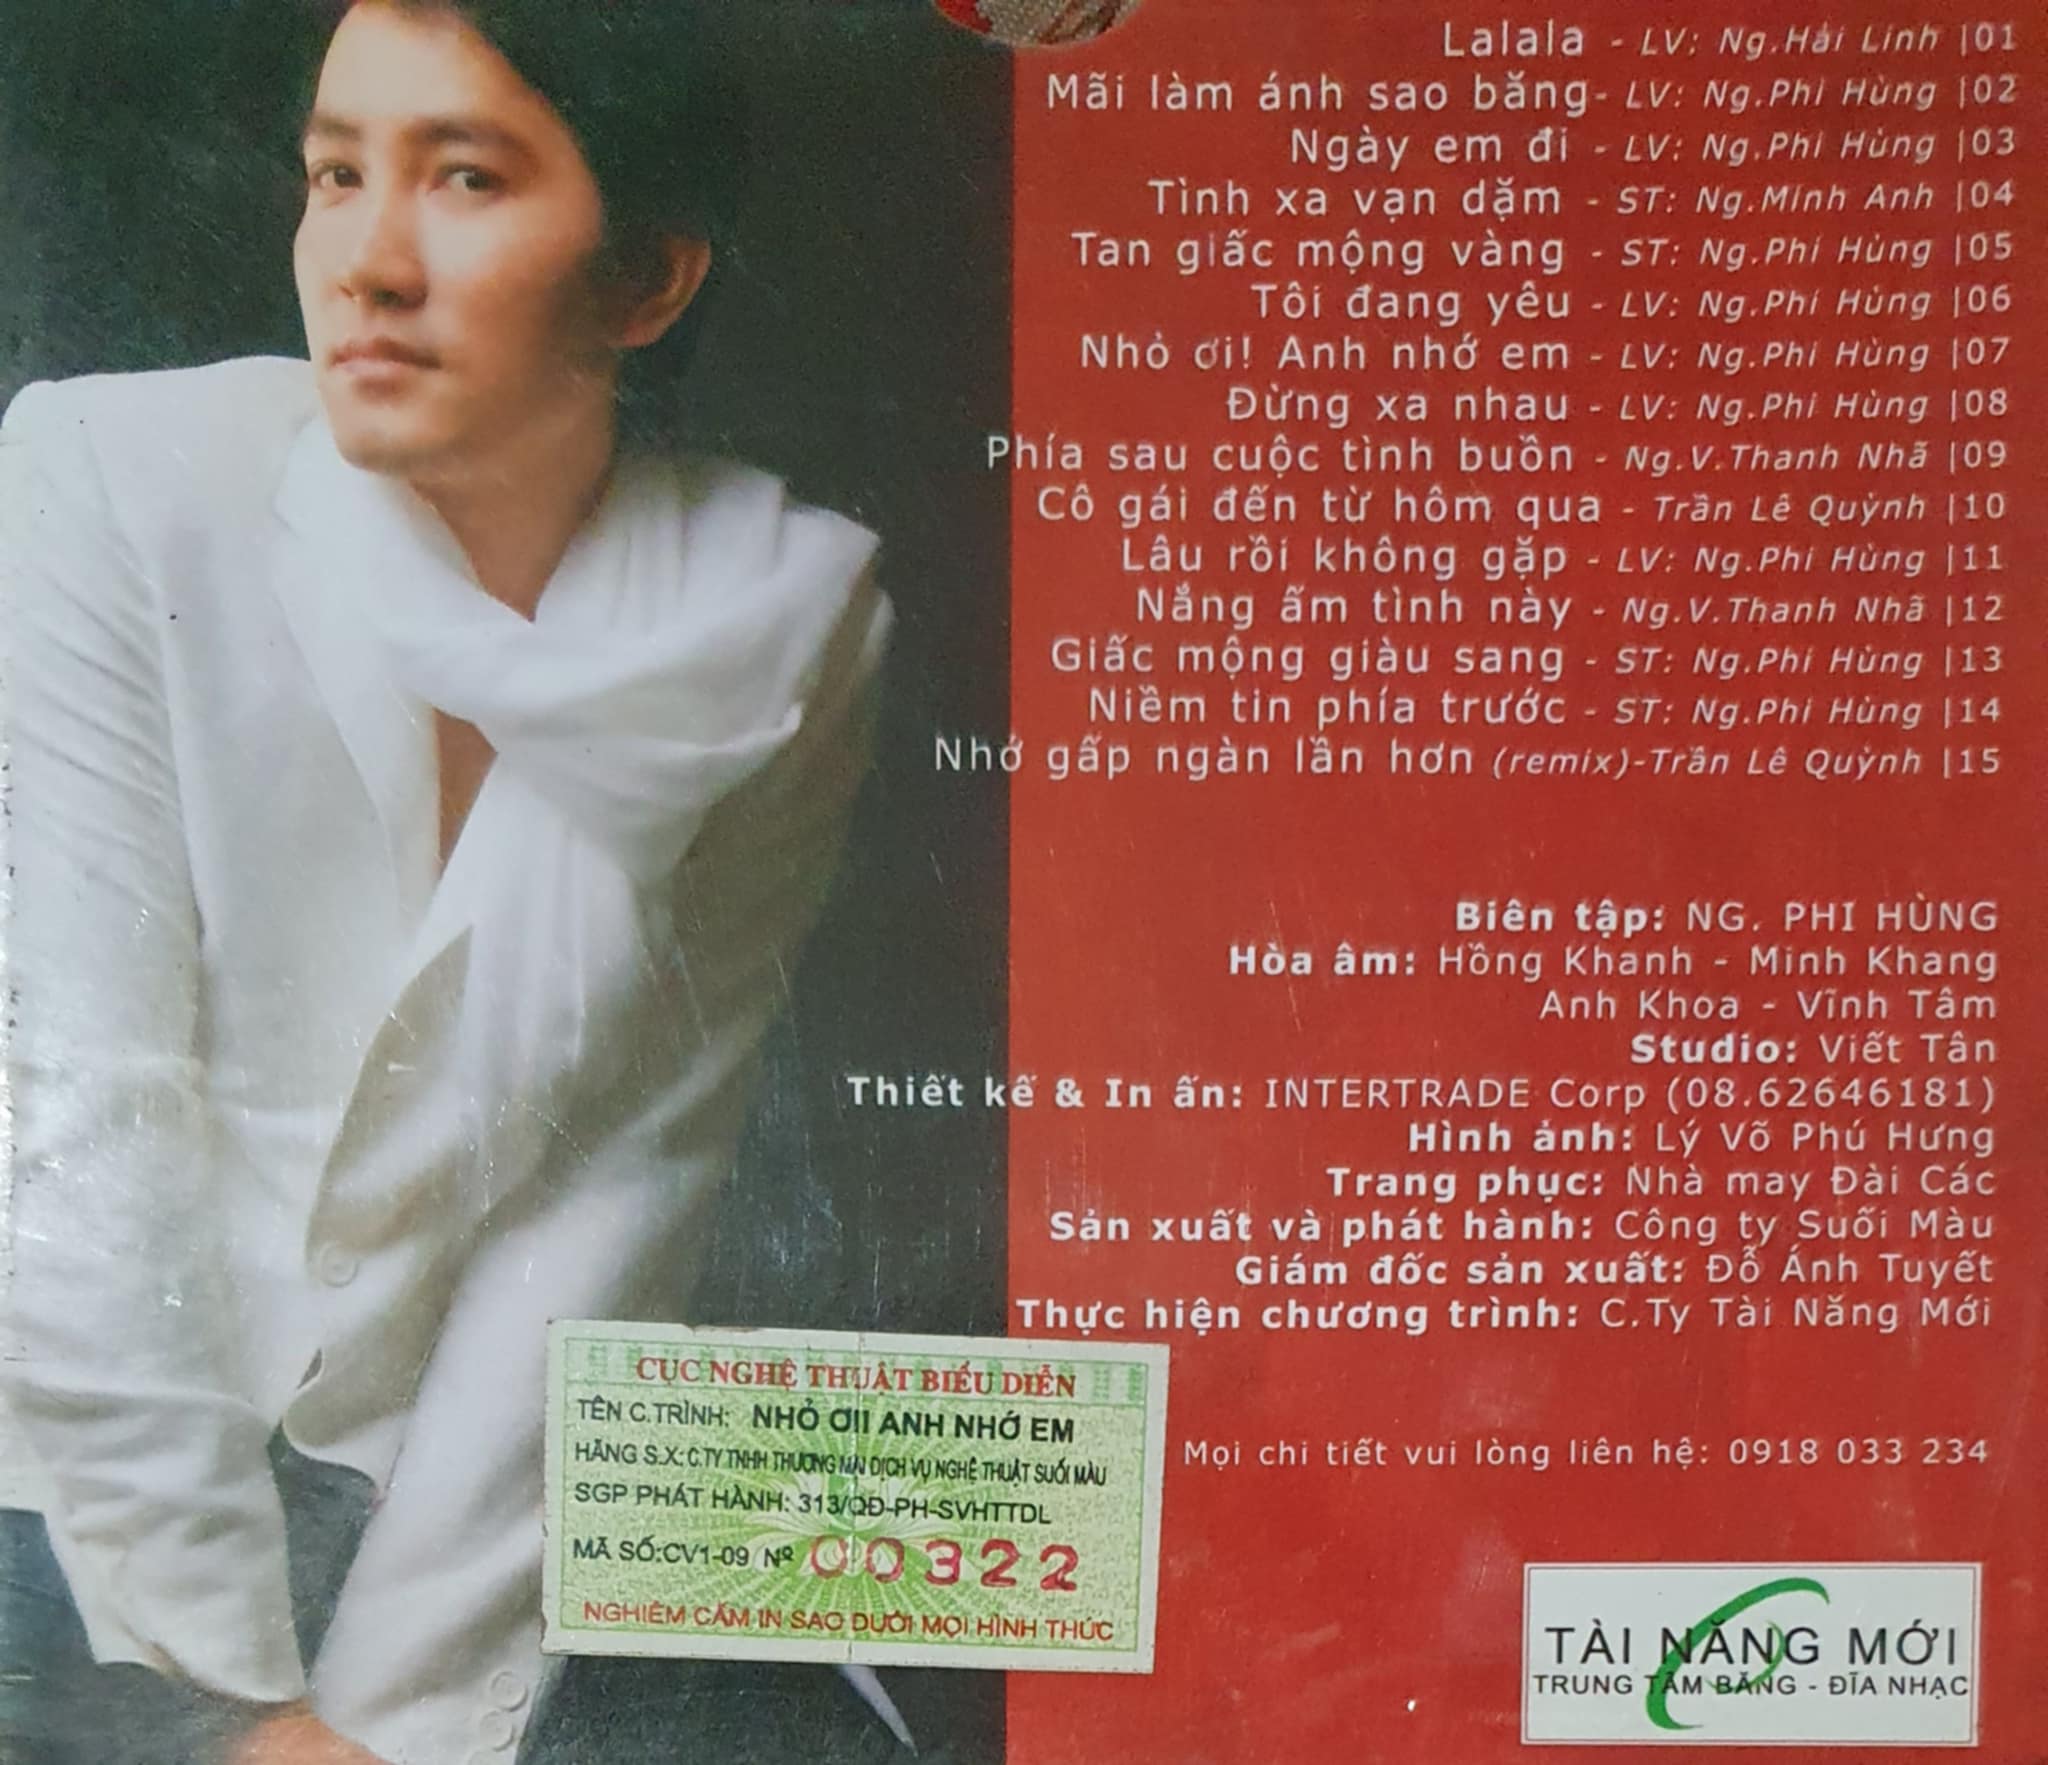 Lalala - LV: Ng.Hải Linh |01
Mãi làm ánh sao băng- LV: Ng.Phi Hùng |02
Ngày em đi - LV: Ng.Phi Hùng |03
Tình xa vạn dặm - ST: Ng.Minh Anh |04
Tan giấc mộng vàng - ST: Ng.Phi Hùng |05
Tôi đang yêu - LV: Ng.Phi Hùng |06
Nhỏ ơi! Anh nhớ em - LV: Ng.Phi Hùng |07
Đừng xa nhau - LV: Ng.Phi Hùng |08
Phía sau cuộc tình buồn - Ng.V.Thanh Nhã |09
Cô gái đến từ hôm qua - Trần Lê Quỳnh |10
Lâu rồi không gặp - LV: Ng.Phi Hùng |11
Nắng ấm tình này - Ng.V.Thanh Nhã |12
Giấc mộng giàu sang - ST: Ng.Phi Hùng |13
Niềm tin phía trước - ST: Ng.Phi Hùng |14
Nhớ gấp ngàn lần hơn (remix)-Trần Lê Quỳnh |15
Biên tập: NG. PHI HÙNG
Hòa âm: Hồng Khanh - Minh Khang
Anh Khoa - Vĩnh Tâm
Studio: Viết Tân
Thiết kế & In ấn: INTERTRADE Corp (08.62646181)
Hình ảnh: Lý Võ Phú Hưng
Trang phục: Nhà may Đài Các
Sản xuất và phát hành: Công ty Suối Màu
Giám đốc sản xuất: Đỗ Ánh Tuyết
Thực hiện chương trình: C.Ty Tài Năng Mới
CỤC NGHỆ THUẬT BIỂU DIỄN
TÊN C.TRÌNH: NHỎ ƠI! ANH NHỚ EM
HÃNG S.X: C.TY TNHH THƯƠNG MẠI DỊCH VỤ NGHỆ THUẬT SUỐI MÀU
SGP PHÁT HÀNH: 313/QĐ-PH-SVHTTDL
MÃ SỐ:CV1-09 Nº 00322
NGHIÊM CẤM IN SAO DƯỚI MỌI HÌNH THỨC
Mọi chi tiết vui lòng liên hệ: 0918 033 234
TÀI NĂNG MỚI
TRUNG TÂM BĂNG - ĐĨA NHẠC